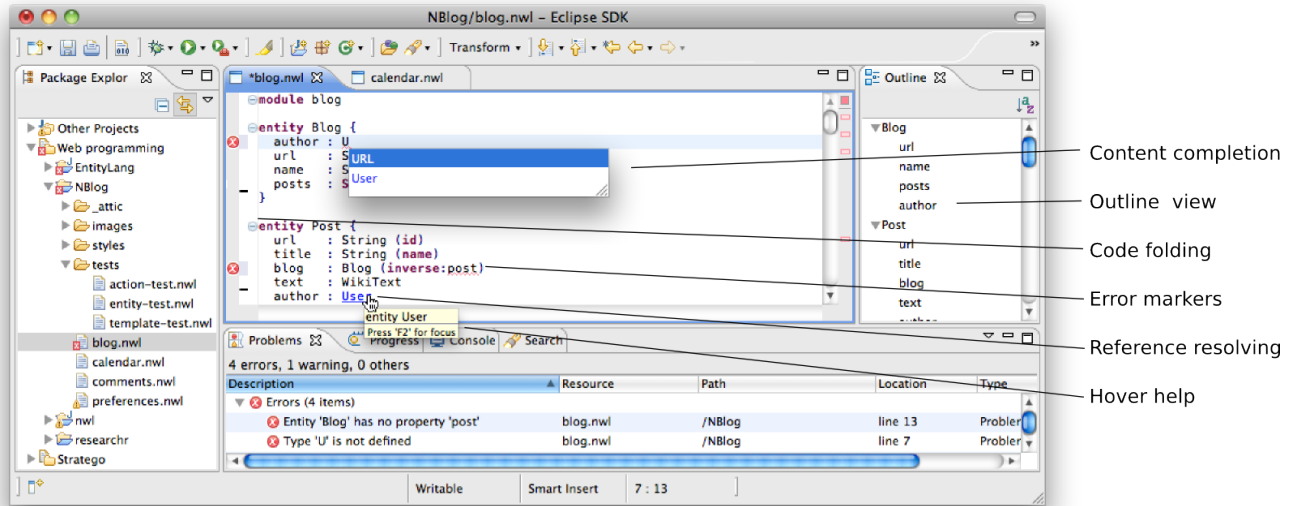 NBlog/blog.nwl – Eclipse SDK
Transform
»
Package Explor
*blog.nwl
calendar.nwl
Outline
Other Projects
Web programming
EntityLang
NBlog
_attic
images
styles
tests
action-test.nwl
entity-test.nwl
template-test.nwl
blog.nwl
calendar.nwl
comments.nwl
preferences.nwl
nwl
researchr
Stratego
module blog
entity Blog {
author : U
url : S
name : S
posts : S
}
URL
User
entity Post {
url : String (id)
title : String (name)
blog : Blog (inverse:post)
text : WikiText
author : User
entity User
Press 'F2' for focus
Blog
url
name
posts
author
Post
url
title
blog
text
author
Content completion
Outline view
Code folding
Error markers
Reference resolving
Hover help
Problems
Progress
Console
Search
4 errors, 1 warning, 0 others
Description Resource Path Location Type
Errors (4 items)
Entity 'Blog' has no property 'post' blog.nwl /NBlog line 13 Probler
Type 'U' is not defined blog.nwl /NBlog line 7 Probler
Writable Smart Insert 7 : 13